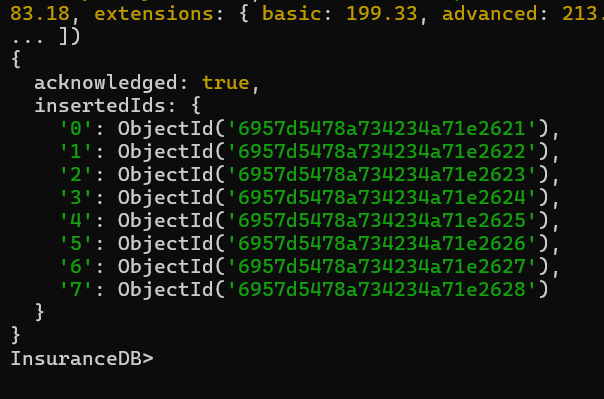 83.18, extensions: { basic: 199.33, advanced: 213.
... ])
{
  acknowledged: true,
  insertedIds: {
    '0': ObjectId('6957d5478a734234a71e2621'),
    '1': ObjectId('6957d5478a734234a71e2622'),
    '2': ObjectId('6957d5478a734234a71e2623'),
    '3': ObjectId('6957d5478a734234a71e2624'),
    '4': ObjectId('6957d5478a734234a71e2625'),
    '5': ObjectId('6957d5478a734234a71e2626'),
    '6': ObjectId('6957d5478a734234a71e2627'),
    '7': ObjectId('6957d5478a734234a71e2628')
  }
}
InsuranceDB>